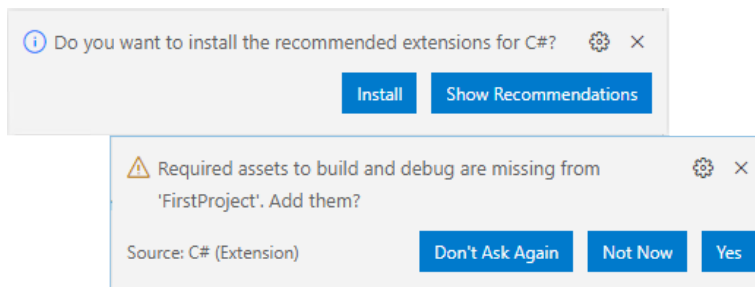 Do you want to install the recommended extensions for C#?
Install Show Recommendations
Required assets to build and debug are missing from
'FirstProject'. Add them?
Source: C# (Extension) Don't Ask Again Not Now Yes